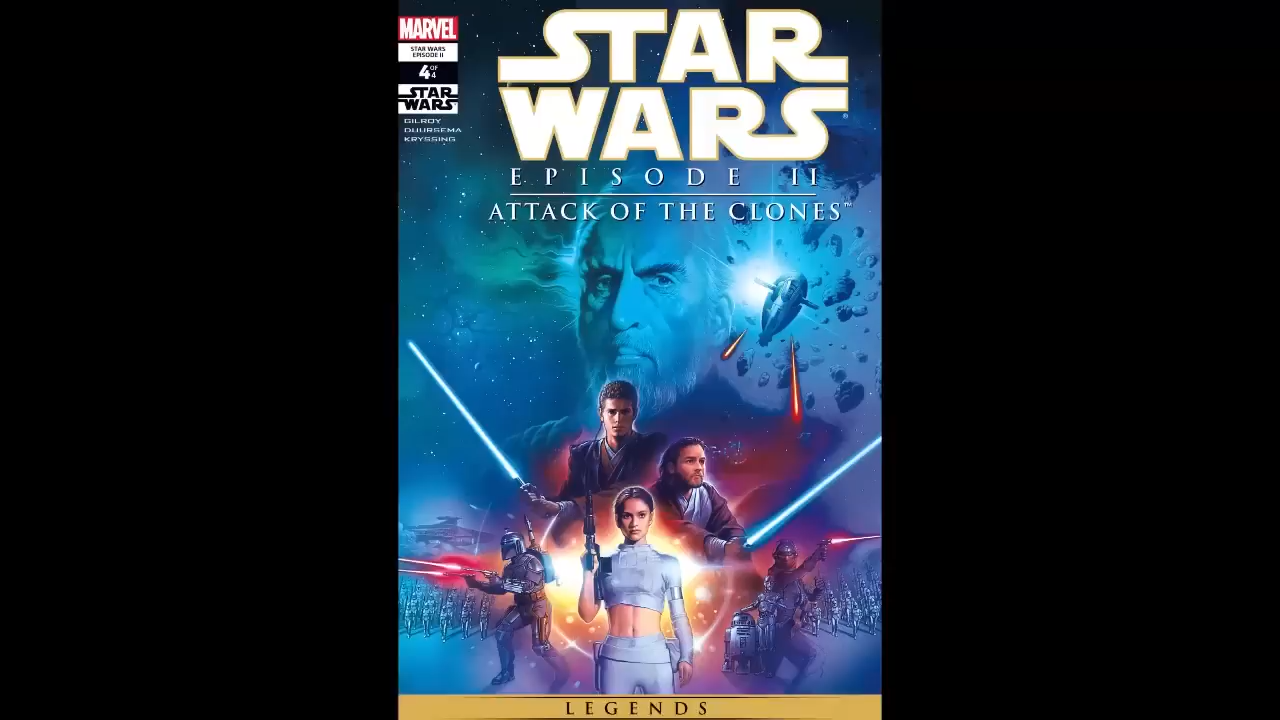 MARVEL
STAR WARS
EPISODE II
4 OF 4
STAR
WARS
GILROY
DUURSEMA
KRYSSING
STAR
WARS®
EPISODE II
ATTACK OF THE CLONES™
LEGENDS